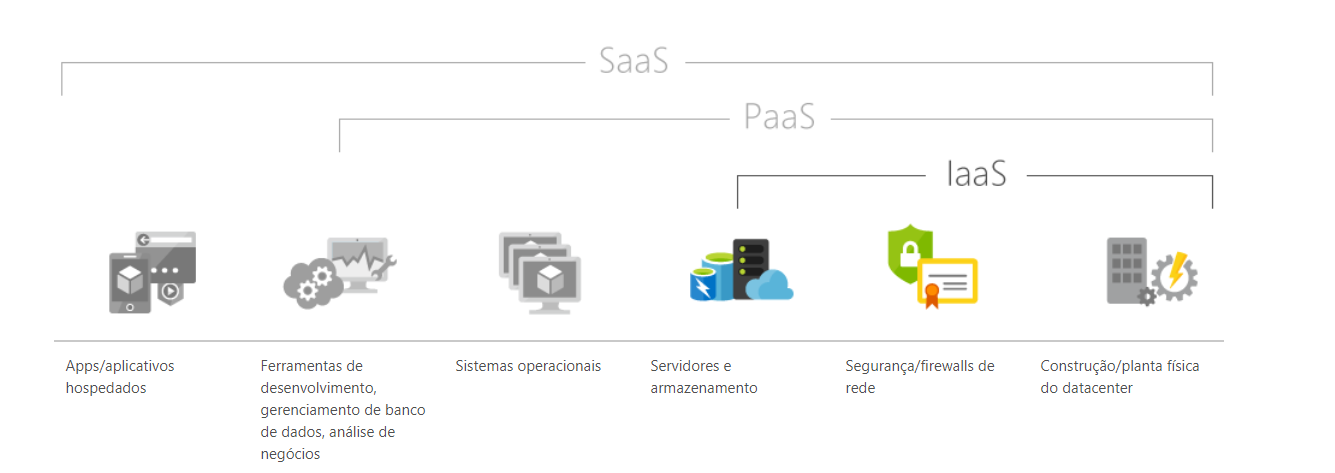 SaaS
PaaS
IaaS
Apps/aplicativos
hospedados
Ferramentas de
desenvolvimento,
gerenciamento de banco
de dados, análise de
negócios
Sistemas operacionais
Servidores e
armazenamento
Segurança/firewalls de
rede
Construção/planta física
do datacenter